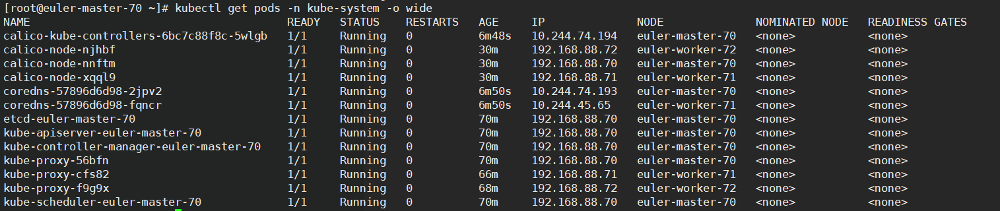 [root@euler-master-70 ~]# kubectl get pods -n kube-system -o wide
NAME READY STATUS RESTARTS AGE IP NODE NOMINATED NODE READINESS GATES
calico-kube-controllers-6bc7c88f8c-5wlgb 1/1 Running 0 6m48s 10.244.74.194 euler-master-70 <none> <none>
calico-node-njhbf 1/1 Running 0 30m 192.168.88.72 euler-worker-72 <none> <none>
calico-node-nnftm 1/1 Running 0 30m 192.168.88.70 euler-master-70 <none> <none>
calico-node-xqql9 1/1 Running 0 30m 192.168.88.71 euler-worker-71 <none> <none>
coredns-57896d6d98-2jpv2 1/1 Running 0 6m50s 10.244.74.193 euler-master-70 <none> <none>
coredns-57896d6d98-fqncr 1/1 Running 0 6m50s 10.244.45.65 euler-worker-71 <none> <none>
etcd-euler-master-70 1/1 Running 0 70m 192.168.88.70 euler-master-70 <none> <none>
kube-apiserver-euler-master-70 1/1 Running 0 70m 192.168.88.70 euler-master-70 <none> <none>
kube-controller-manager-euler-master-70 1/1 Running 0 70m 192.168.88.70 euler-master-70 <none> <none>
kube-proxy-56bfn 1/1 Running 0 70m 192.168.88.70 euler-master-70 <none> <none>
kube-proxy-cfs82 1/1 Running 0 66m 192.168.88.71 euler-worker-71 <none> <none>
kube-proxy-f9g9x 1/1 Running 0 68m 192.168.88.72 euler-worker-72 <none> <none>
kube-scheduler-euler-master-70 1/1 Running 0 70m 192.168.88.70 euler-master-70 <none> <none>